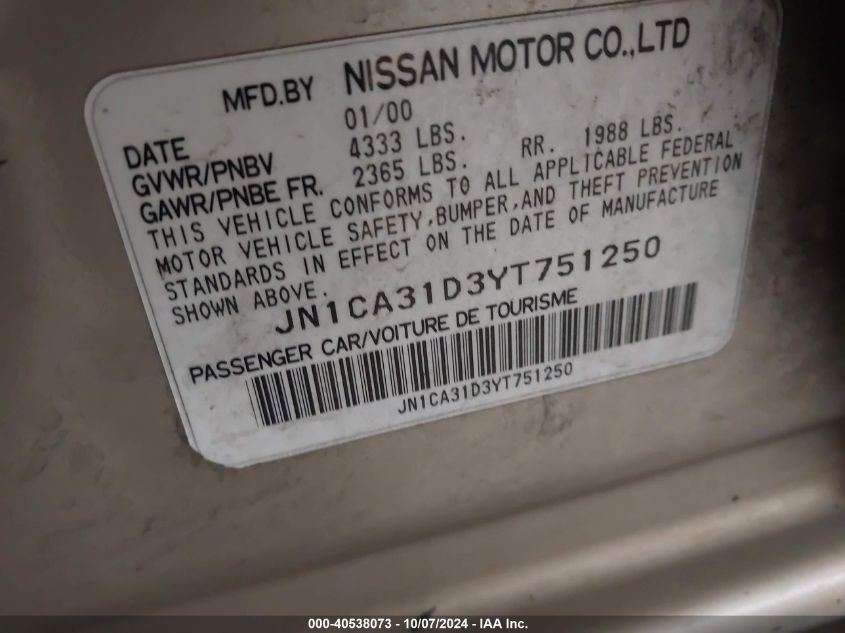 MFD.BY NISSAN MOTOR CO.,LTD
DATE 01/00
GVWR/PNBV 4333 LBS.
GAWR/PNBE FR. 2365 LBS. RR. 1988 LBS.
THIS VEHICLE CONFORMS TO ALL APPLICABLE FEDERAL
MOTOR VEHICLE SAFETY,BUMPER,AND THEFT PREVENTION
STANDARDS IN EFFECT ON THE DATE OF MANUFACTURE
SHOWN ABOVE.
JN1CA31D3YT751250
PASSENGER CAR/VOITURE DE TOURISME
JN1CA31D3YT751250
000-40538073 - 10/07/2024 - IAA Inc.